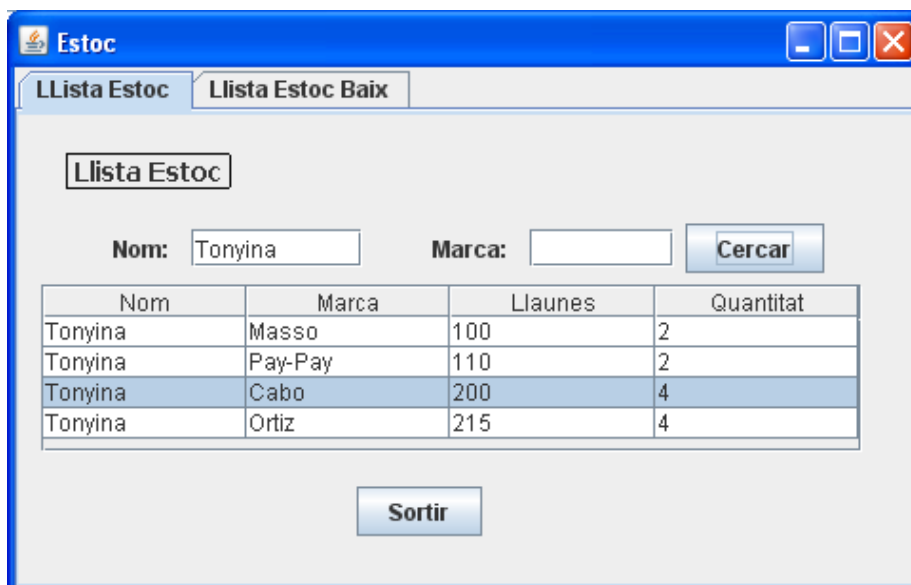 Estoc
LLista Estoc Llista Estoc Baix
Llista Estoc
Nom: Tonyina Marca: Cercar
Nom Marca Llaunes Quantitat
Tonyina Masso 100 2
Tonyina Pay-Pay 110 2
Tonyina Cabo 200 4
Tonyina Ortiz 215 4
Sortir